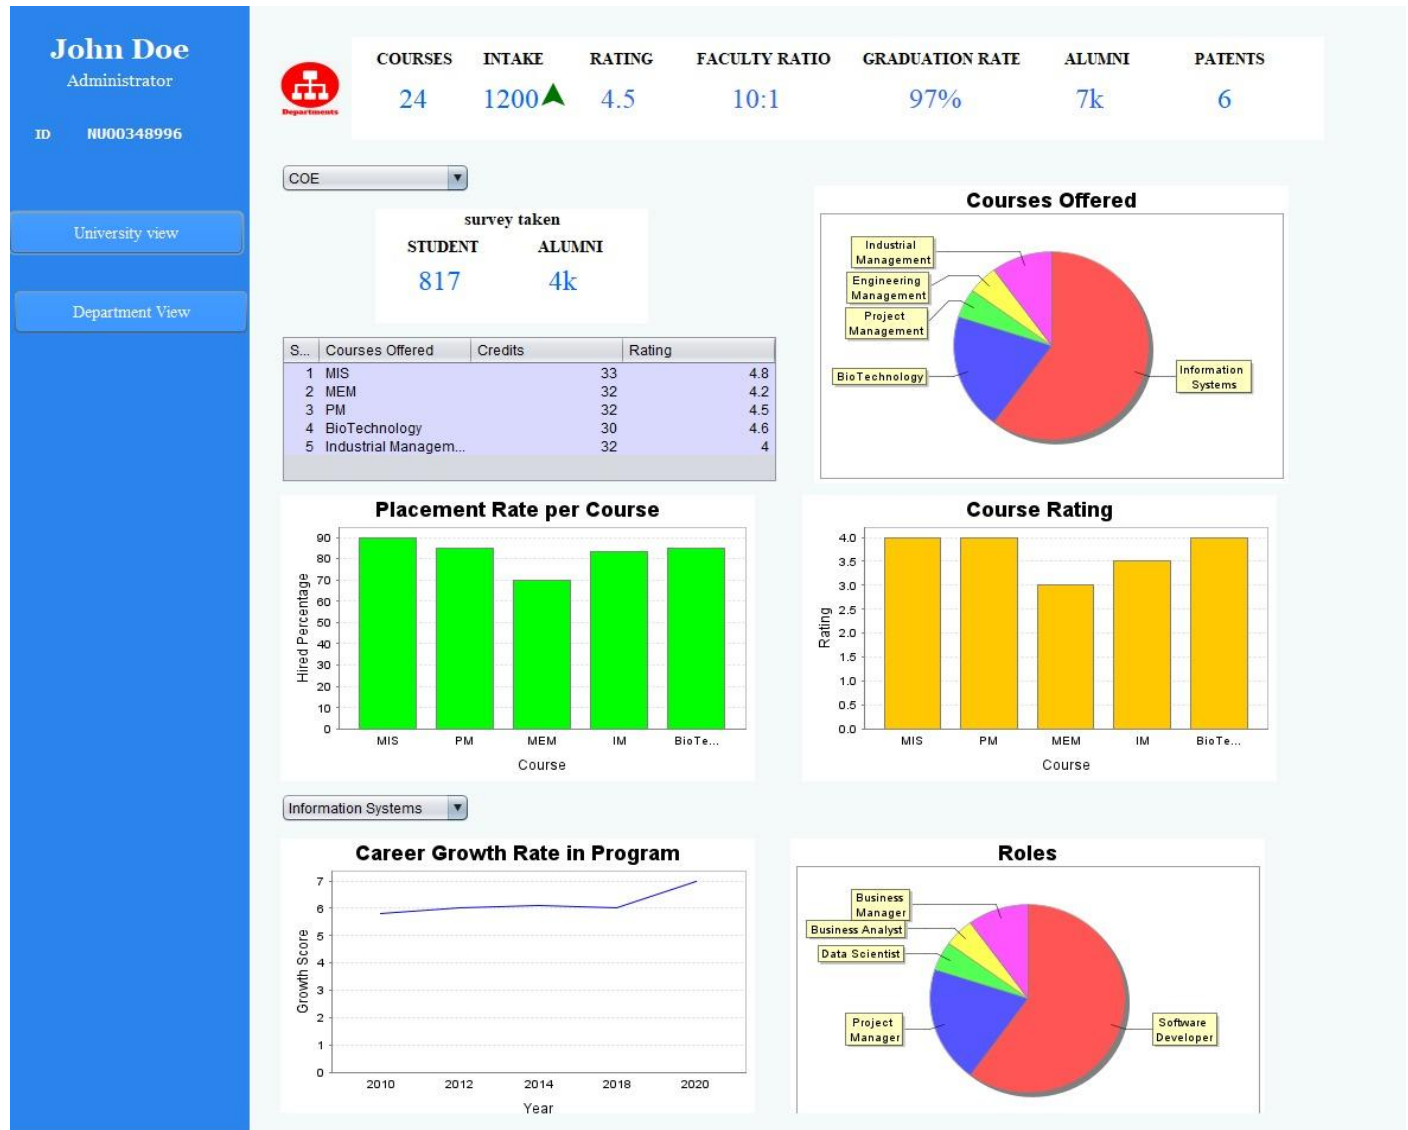 John Doe
Administrator
ID NU00348996
University view
Department View
Departments
COURSES INTAKE RATING FACULTY RATIO GRADUATION RATE ALUMNI PATENTS
24 1200 4.5 10:1 97% 7k 6
COE
survey taken
STUDENT ALUMNI
817 4k
S... Courses Offered Credits Rating
1 MIS 33 4.8
2 MEM 32 4.2
3 PM 32 4.5
4 BioTechnology 30 4.6
5 Industrial Managem... 32 4
Courses Offered
Industrial
Management
Engineering
Management
Project
Management
BioTechnology
Information
Systems
Placement Rate per Course
Hired Percentage
90
80
70
60
50
40
30
20
10
0
MIS PM MEM IM BioTe...
Course
Course Rating
Rating
4.0
3.5
3.0
2.5
2.0
1.5
1.0
0.5
0.0
MIS PM MEM IM BioTe...
Course
Information Systems
Career Growth Rate in Program
Growth Score
7
6
5
4
3
2
1
0
2010 2012 2014 2018 2020
Year
Roles
Business
Manager
Business Analyst
Data Scientist
Project
Manager
Software
Developer